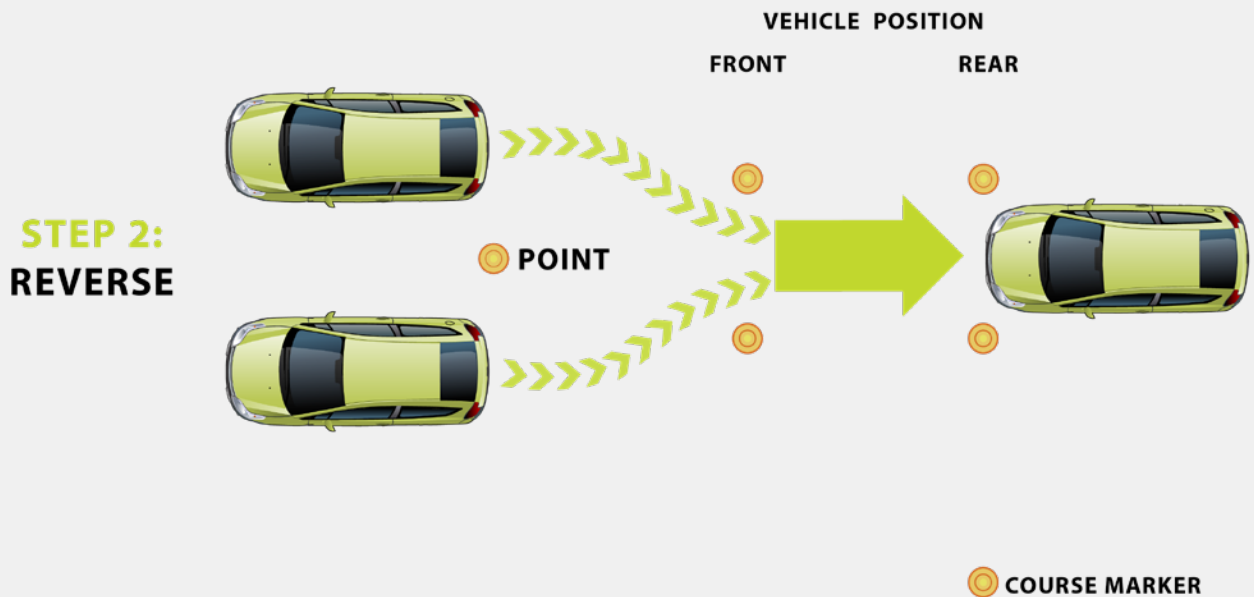 VEHICLE POSITION
FRONT
REAR
STEP 2:
REVERSE
POINT
COURSE MARKER